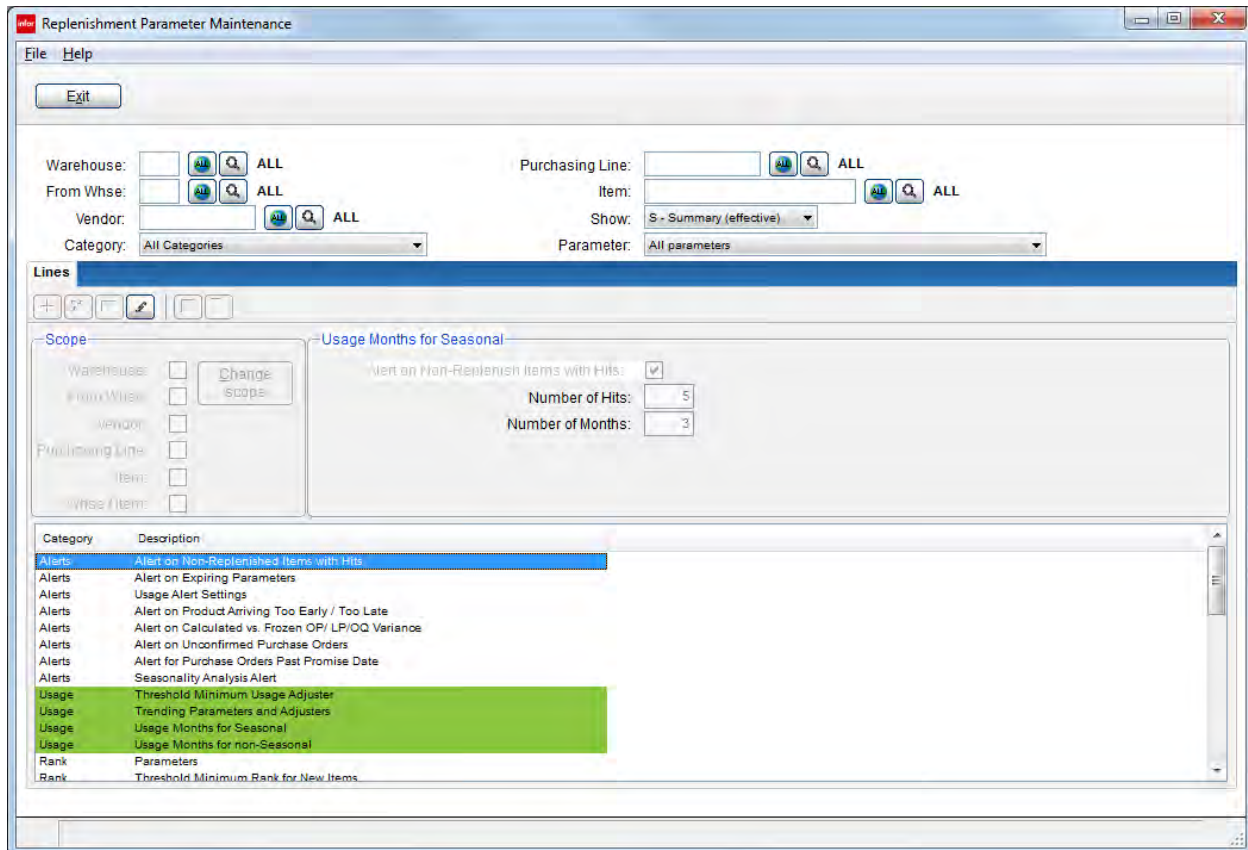 infor Replenishment Parameter Maintenance
File Help
Exit
Warehouse: ALL ALL Purchasing Line: ALL ALL
From Whse: ALL ALL Item: ALL ALL
Vendor: ALL ALL Show: S - Summary (effective)
Category: All Categories Parameter: All parameters
Lines
Scope Usage Months for Seasonal
Warehouse: Change scope Alert on Non-Replenish Items with Hits:
From Whse: Number of Hits: 5
Vendor: Number of Months: 3
Purchasing Line:
Item:
Whse / Item:
Category Description
Alerts Alert on Non-Replenished Items with Hits
Alerts Alert on Expiring Parameters
Alerts Usage Alert Settings
Alerts Alert on Product Arriving Too Early / Too Late
Alerts Alert on Calculated vs. Frozen OP/ LP/OQ Variance
Alerts Alert on Unconfirmed Purchase Orders
Alerts Alert for Purchase Orders Past Promise Date
Alerts Seasonality Analysis Alert
Usage Threshold Minimum Usage Adjuster
Usage Trending Parameters and Adjusters
Usage Usage Months for Seasonal
Usage Usage Months for non-Seasonal
Rank Parameters
Rank Threshold Minimum Rank for New Items